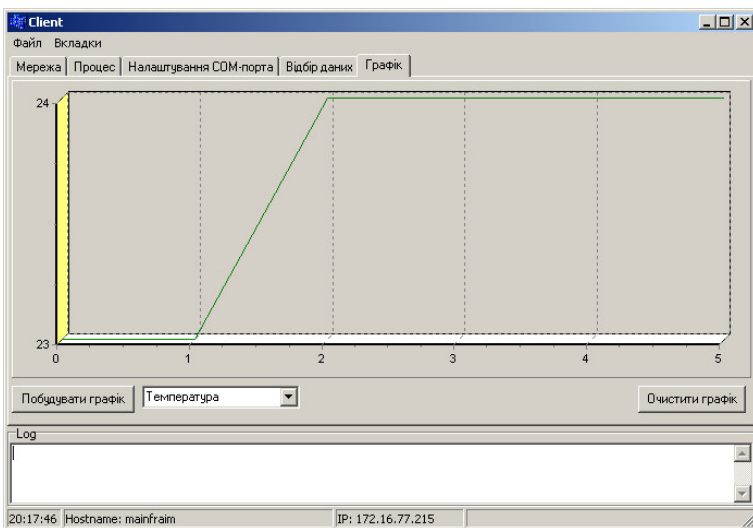 Client
Файл Вкладки
Мережа Процес Налаштування COM-порта Відбір даних Графік
24
23
0 1 2 3 4 5
Побудувати графік Температура Очистити графік
Log
20:17:46 Hostname: mainfraim IP: 172.16.77.215